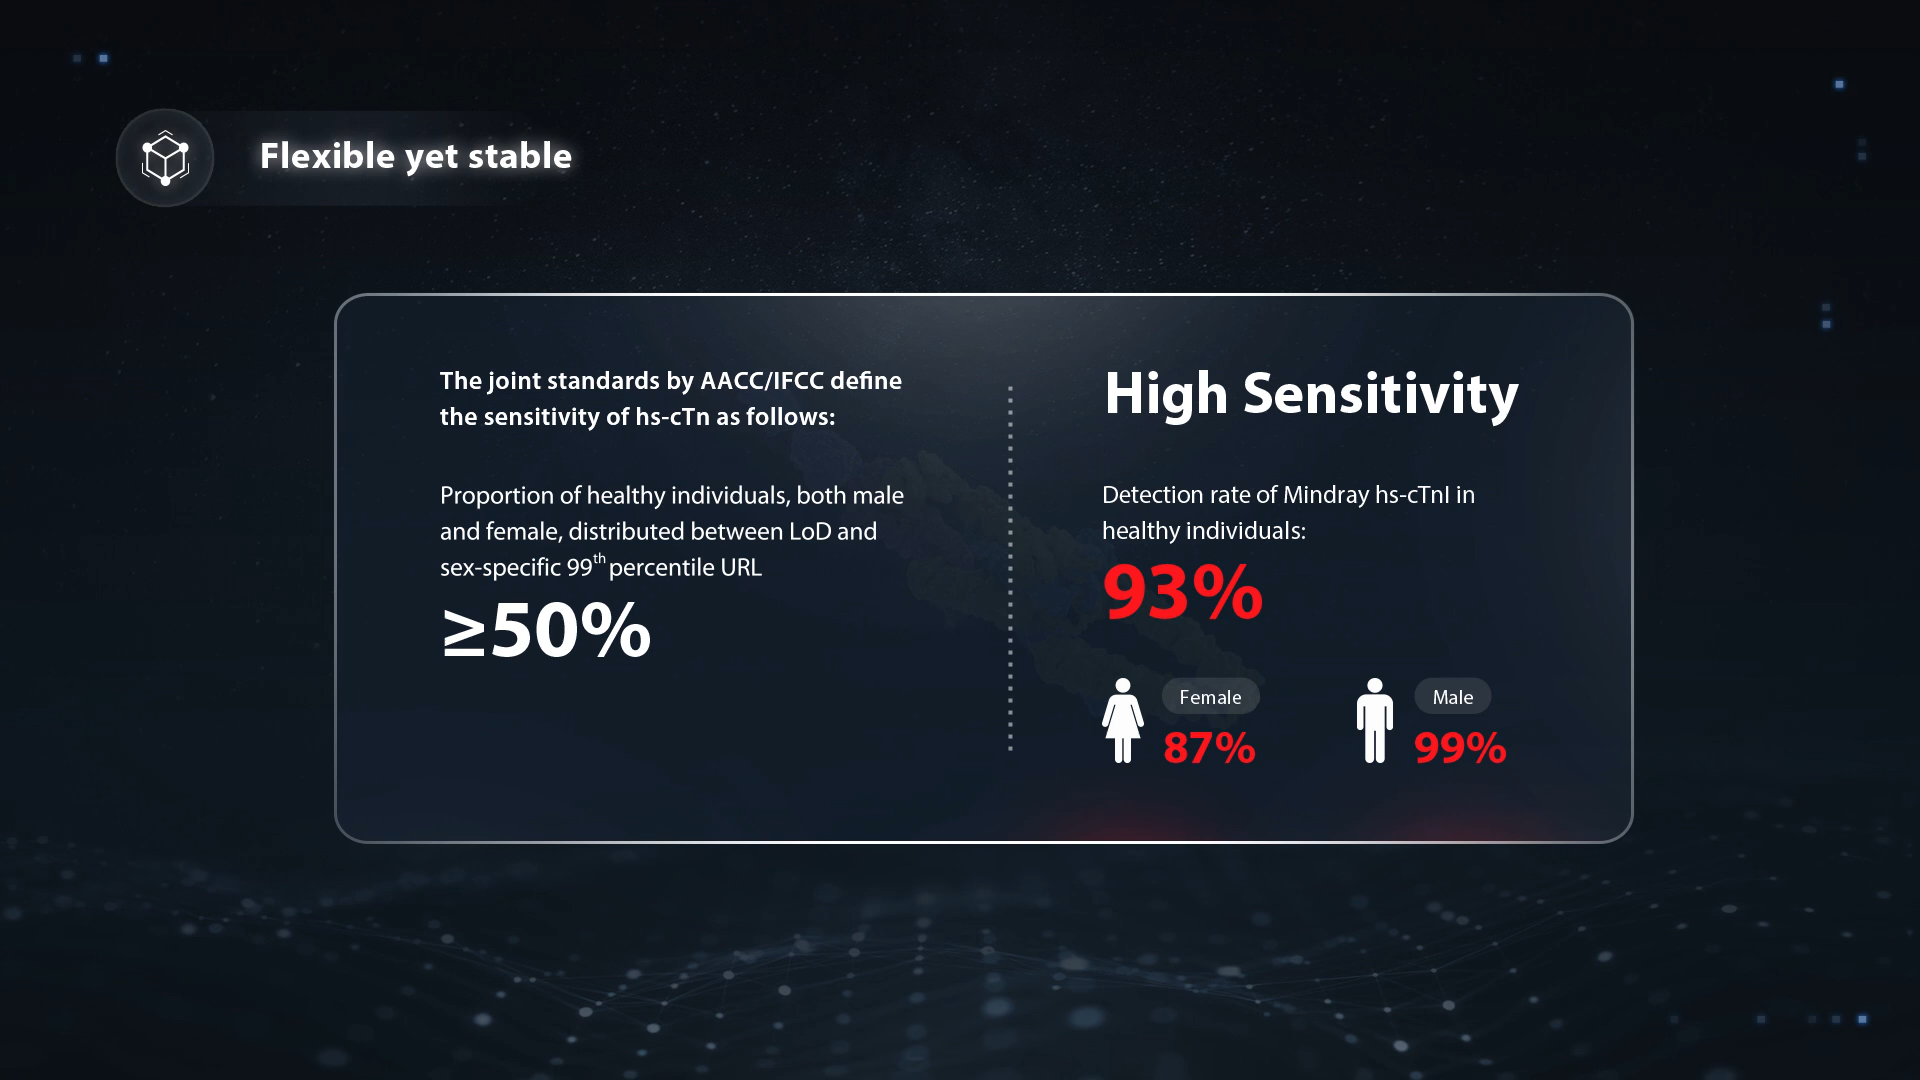 Flexible yet stable
The joint standards by AACC/IFCC define
the sensitivity of hs-cTn as follows:
Proportion of healthy individuals, both male
and female, distributed between LoD and
sex-specific 99th percentile URL
≥50%
High Sensitivity
Detection rate of Mindray hs-cTnI in
healthy individuals:
93%
Female
87%
Male
99%